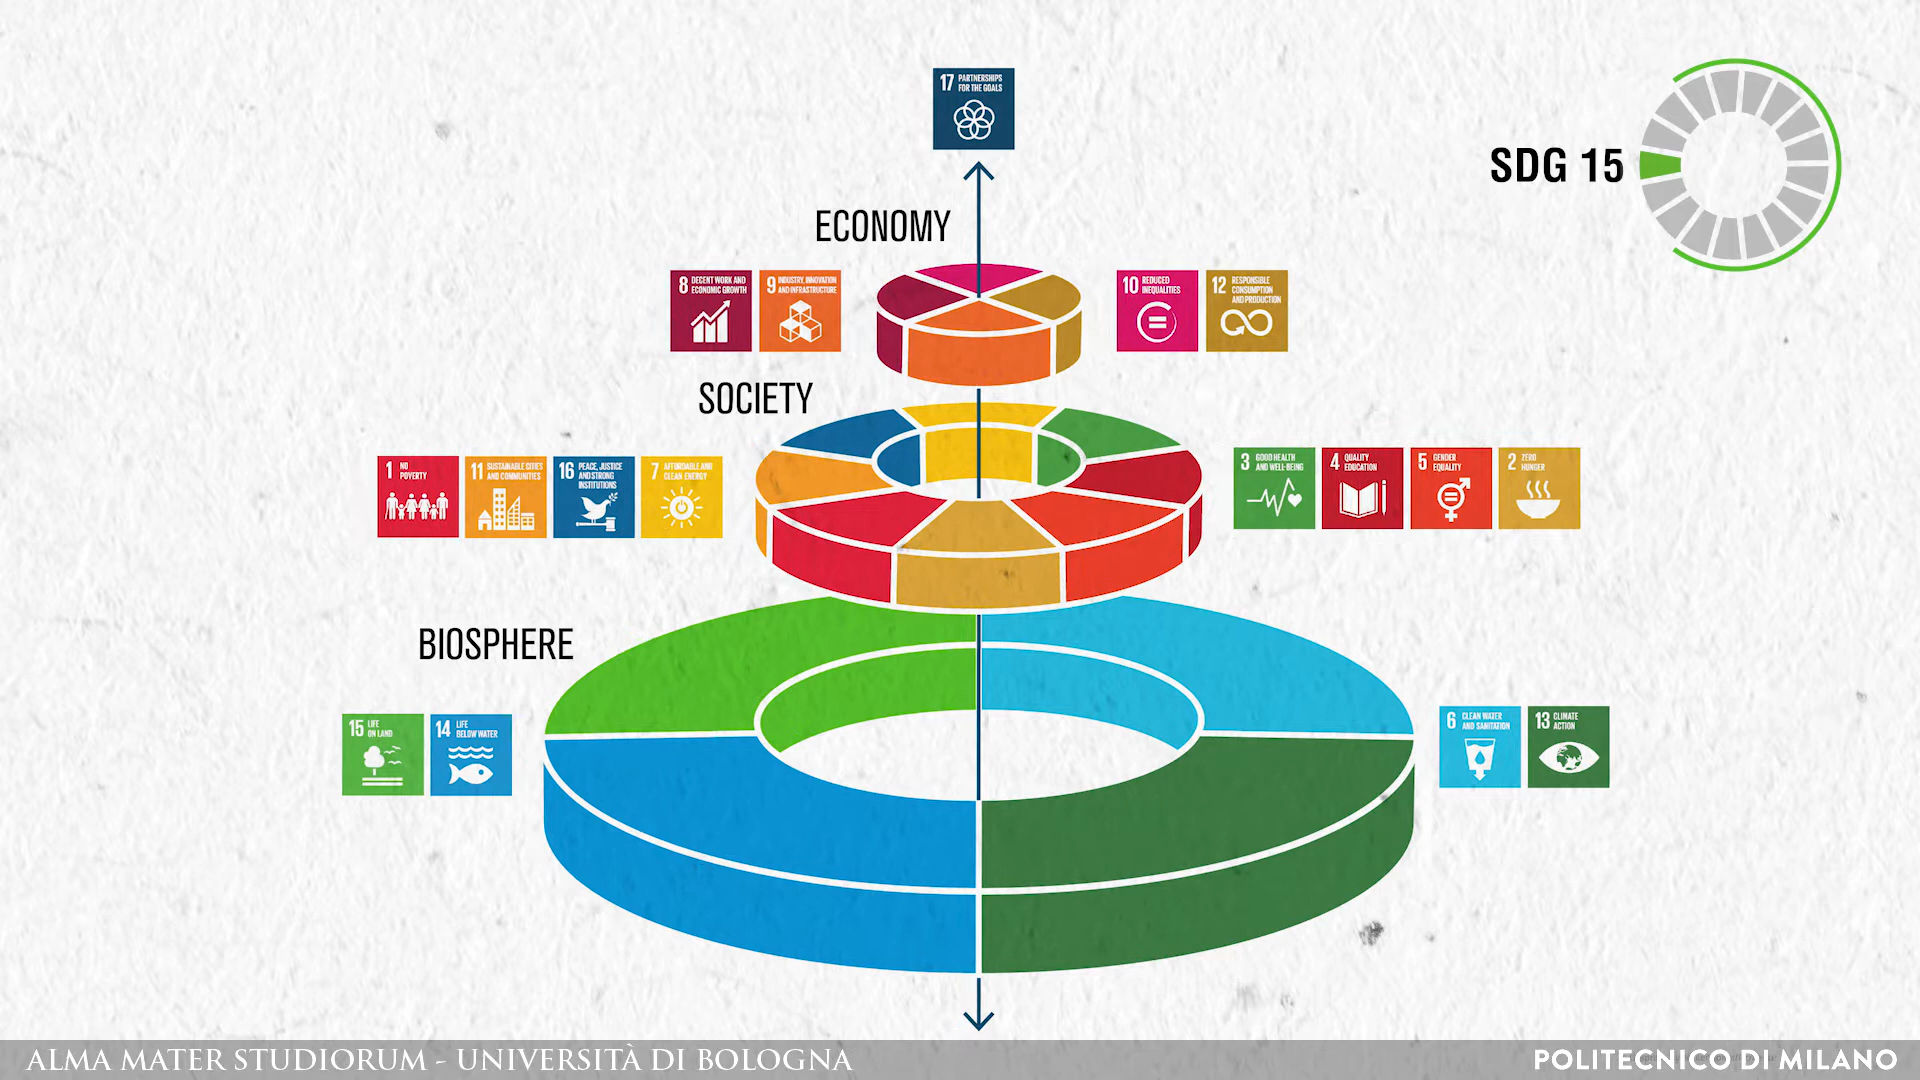 17 PARTNERSHIPS
FOR THE GOALS
SDG 15
ECONOMY
8 DECENT WORK AND
ECONOMIC GROWTH
9 INDUSTRY, INNOVATION
AND INFRASTRUCTURE
10 REDUCED
INEQUALITIES
12 RESPONSIBLE
CONSUMPTION
AND PRODUCTION
SOCIETY
1 NO
POVERTY
11 SUSTAINABLE CITIES
AND COMMUNITIES
16 PEACE, JUSTICE
AND STRONG
INSTITUTIONS
7 AFFORDABLE AND
CLEAN ENERGY
3 GOOD HEALTH
AND WELL-BEING
4 QUALITY
EDUCATION
5 GENDER
EQUALITY
2 ZERO
HUNGER
BIOSPHERE
15 LIFE
ON LAND
14 LIFE
BELOW WATER
6 CLEAN WATER
AND SANITATION
13 CLIMATE
ACTION
ALMA MATER STUDIORUM - UNIVERSITÀ DI BOLOGNA
POLITECNICO DI MILANO